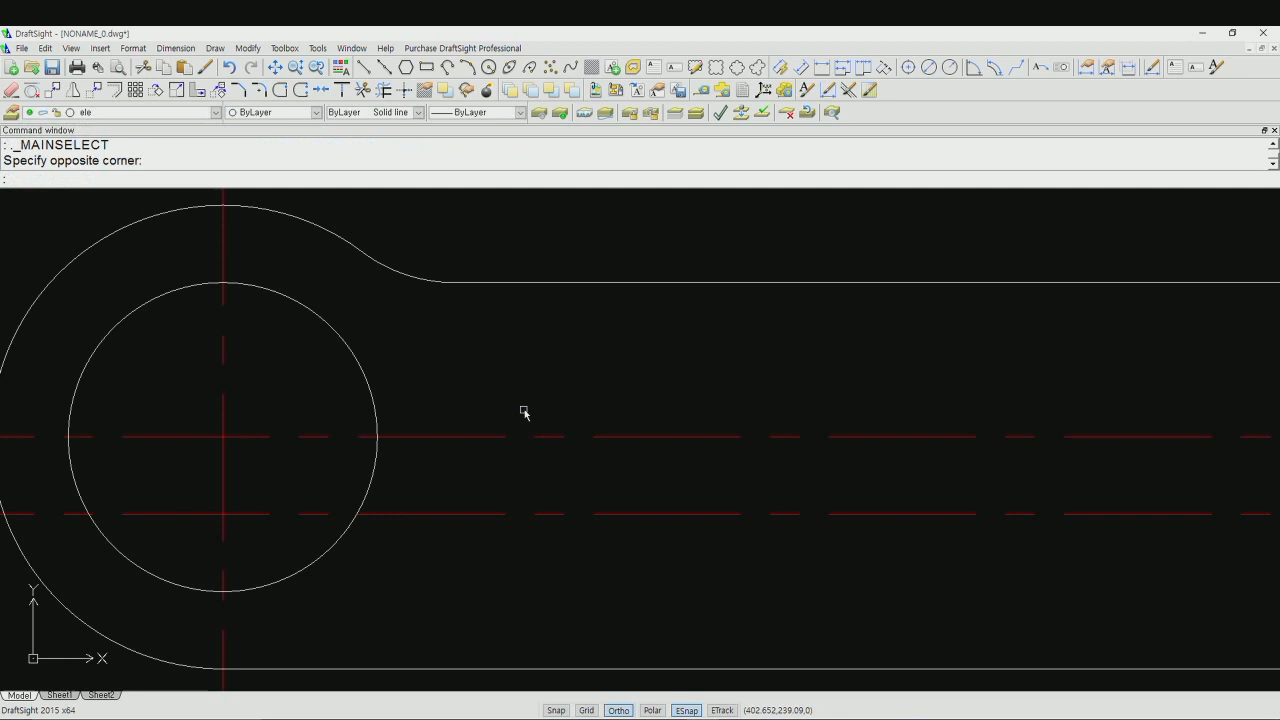 DraftSight - [NONAME_0.dwg*]
File Edit View Insert Format Dimension Draw Modify Toolbox Tools Window Help Purchase DraftSight Professional
ele ByLayer ByLayer Solid line ByLayer
Command window
: ._MAINSELECT
Specify opposite corner:
:
Y
X
Model Sheet1 Sheet2
DraftSight 2015 x64 Snap Grid Ortho Polar ESnap ETrack (402.652,239.09,0)